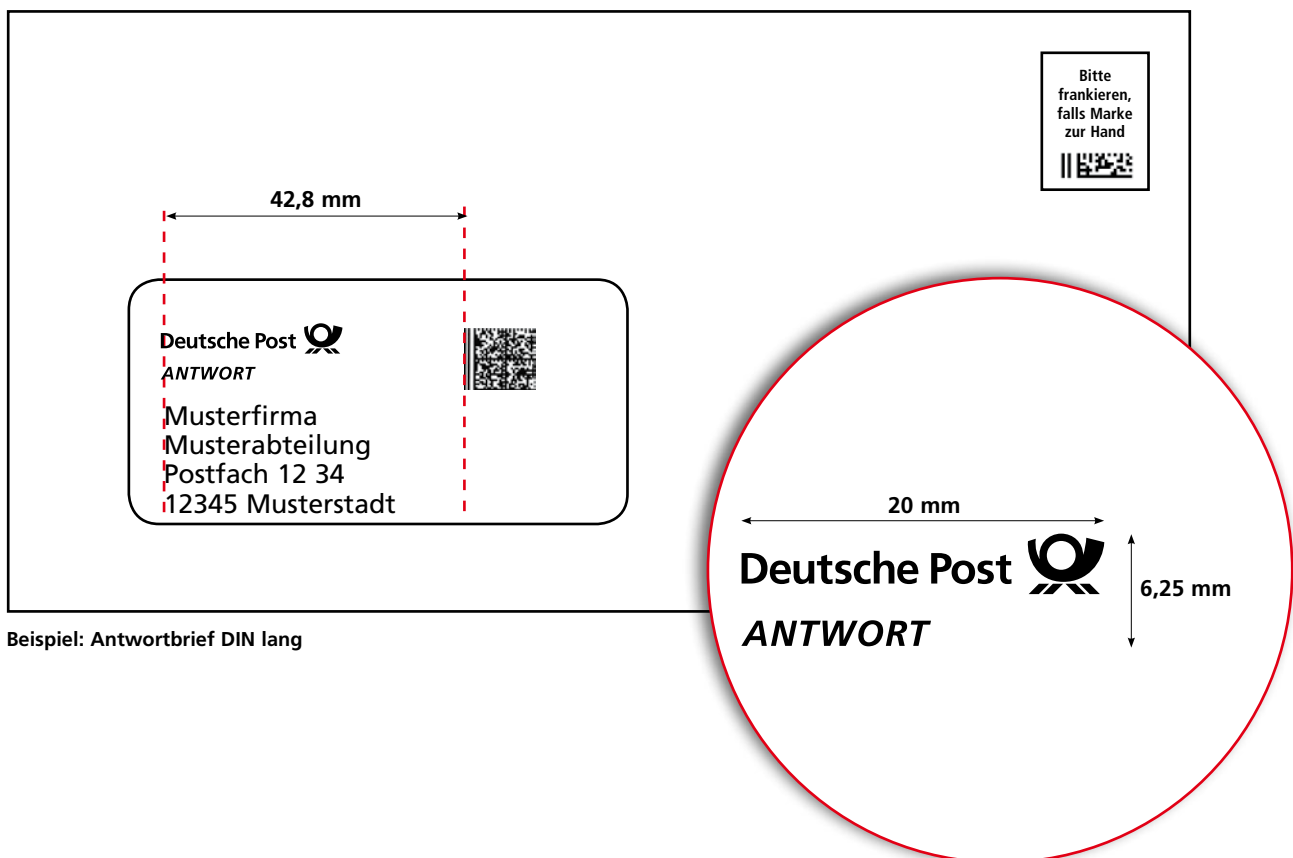 Bitte
frankieren,
falls Marke
zur Hand
42,8 mm
Deutsche Post
ANTWORT
Musterfirma
Musterabteilung
Postfach 12 34
12345 Musterstadt
20 mm
Deutsche Post
6,25 mm
ANTWORT
Beispiel: Antwortbrief DIN lang